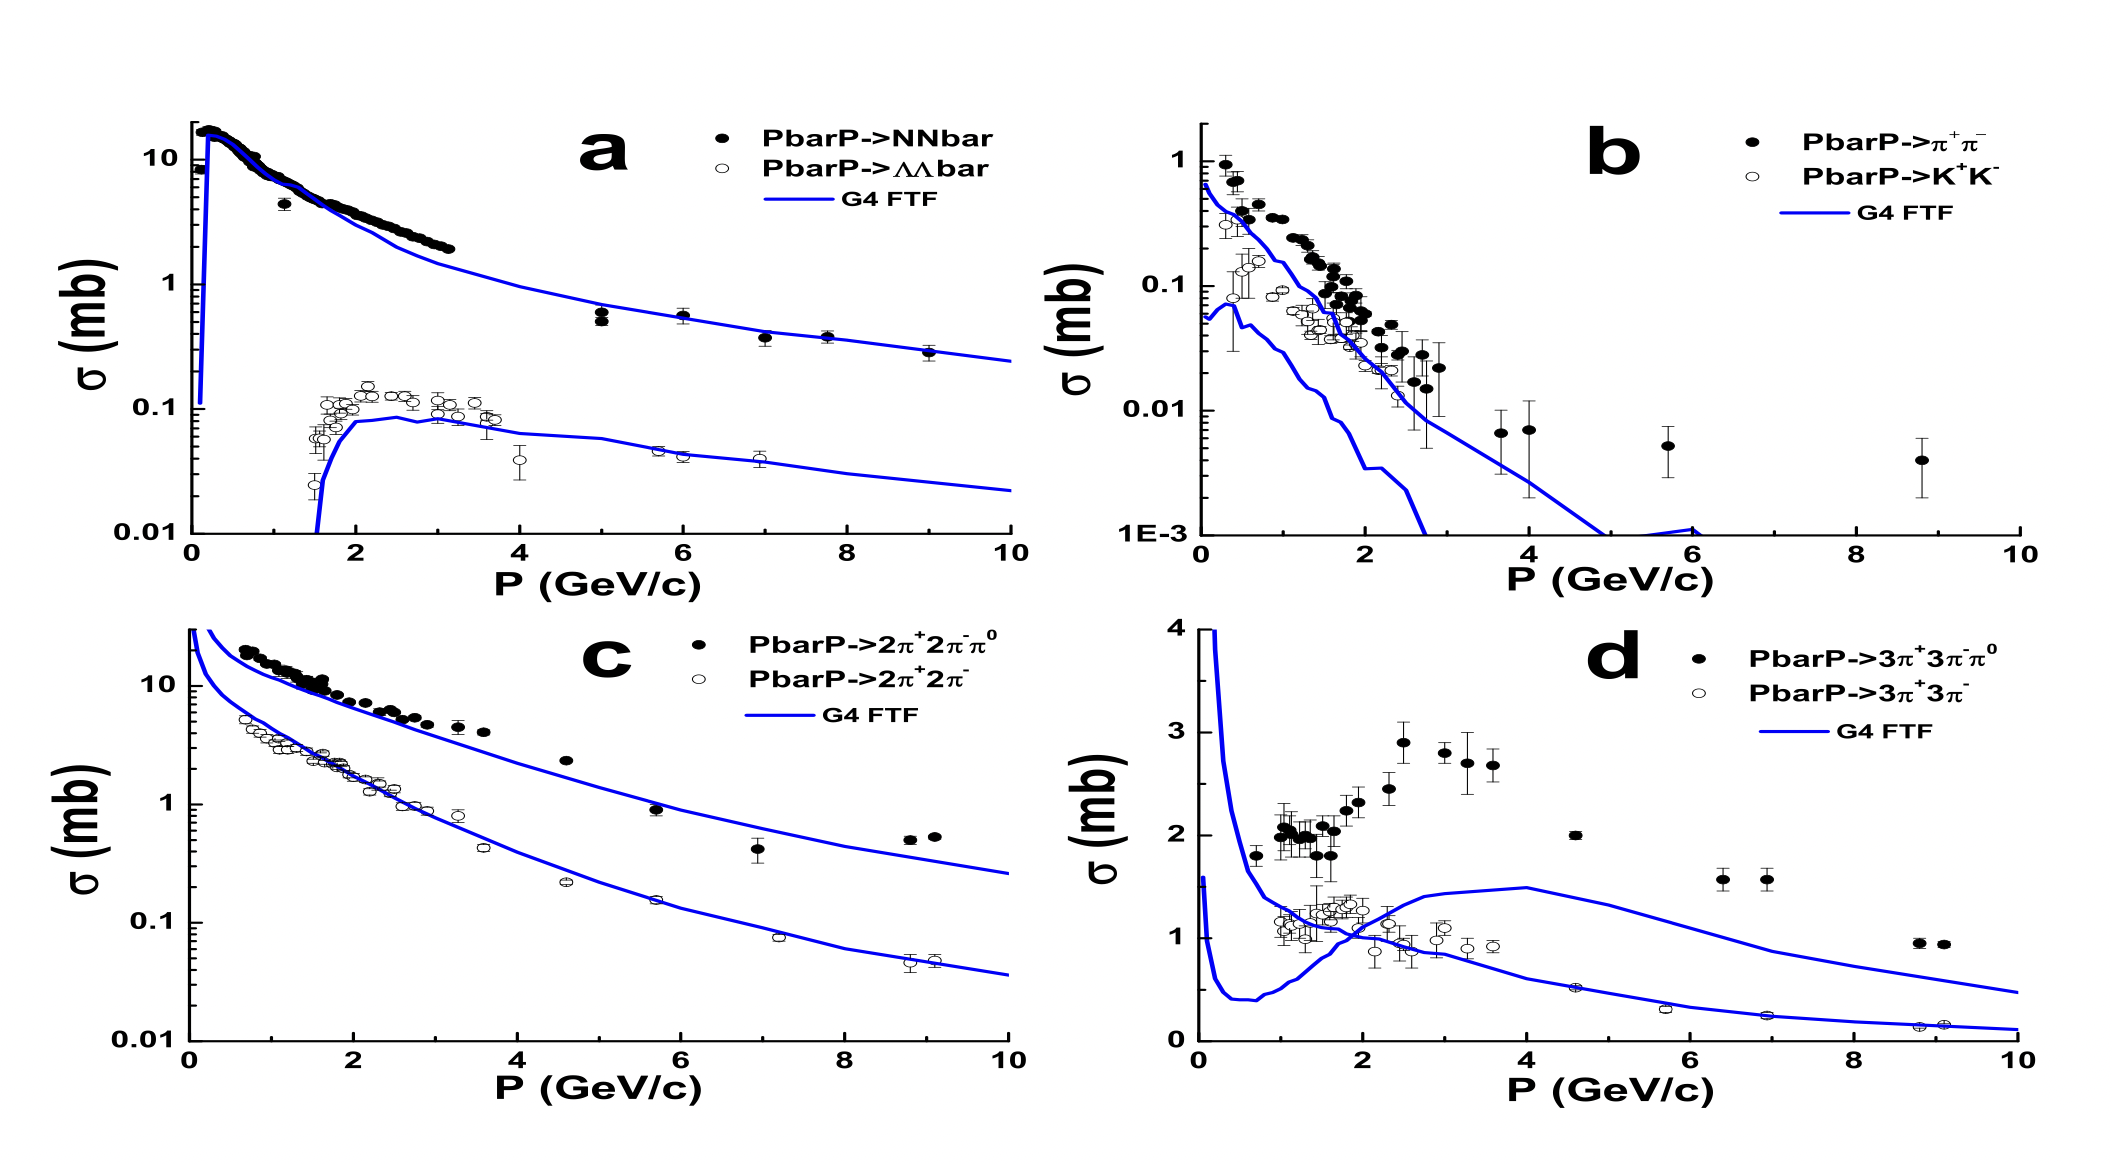 a
PbarP->NNbar
PbarP->ΛΛbar
G4 FTF
10
1
0.1
0.01
σ (mb)
0 2 4 6 8 10
P (GeV/c)
b
PbarP->π⁺π⁻
PbarP->K⁺K⁻
G4 FTF
1
0.1
0.01
1E-3
σ (mb)
0 2 4 6 8 10
P (GeV/c)
c
PbarP->2π⁺2π⁻π⁰
PbarP->2π⁺2π⁻
G4 FTF
10
1
0.1
0.01
σ (mb)
0 2 4 6 8 10
P (GeV/c)
d
PbarP->3π⁺3π⁻π⁰
PbarP->3π⁺3π⁻
G4 FTF
4
3
2
1
0
σ (mb)
0 2 4 6 8 10
P (GeV/c)